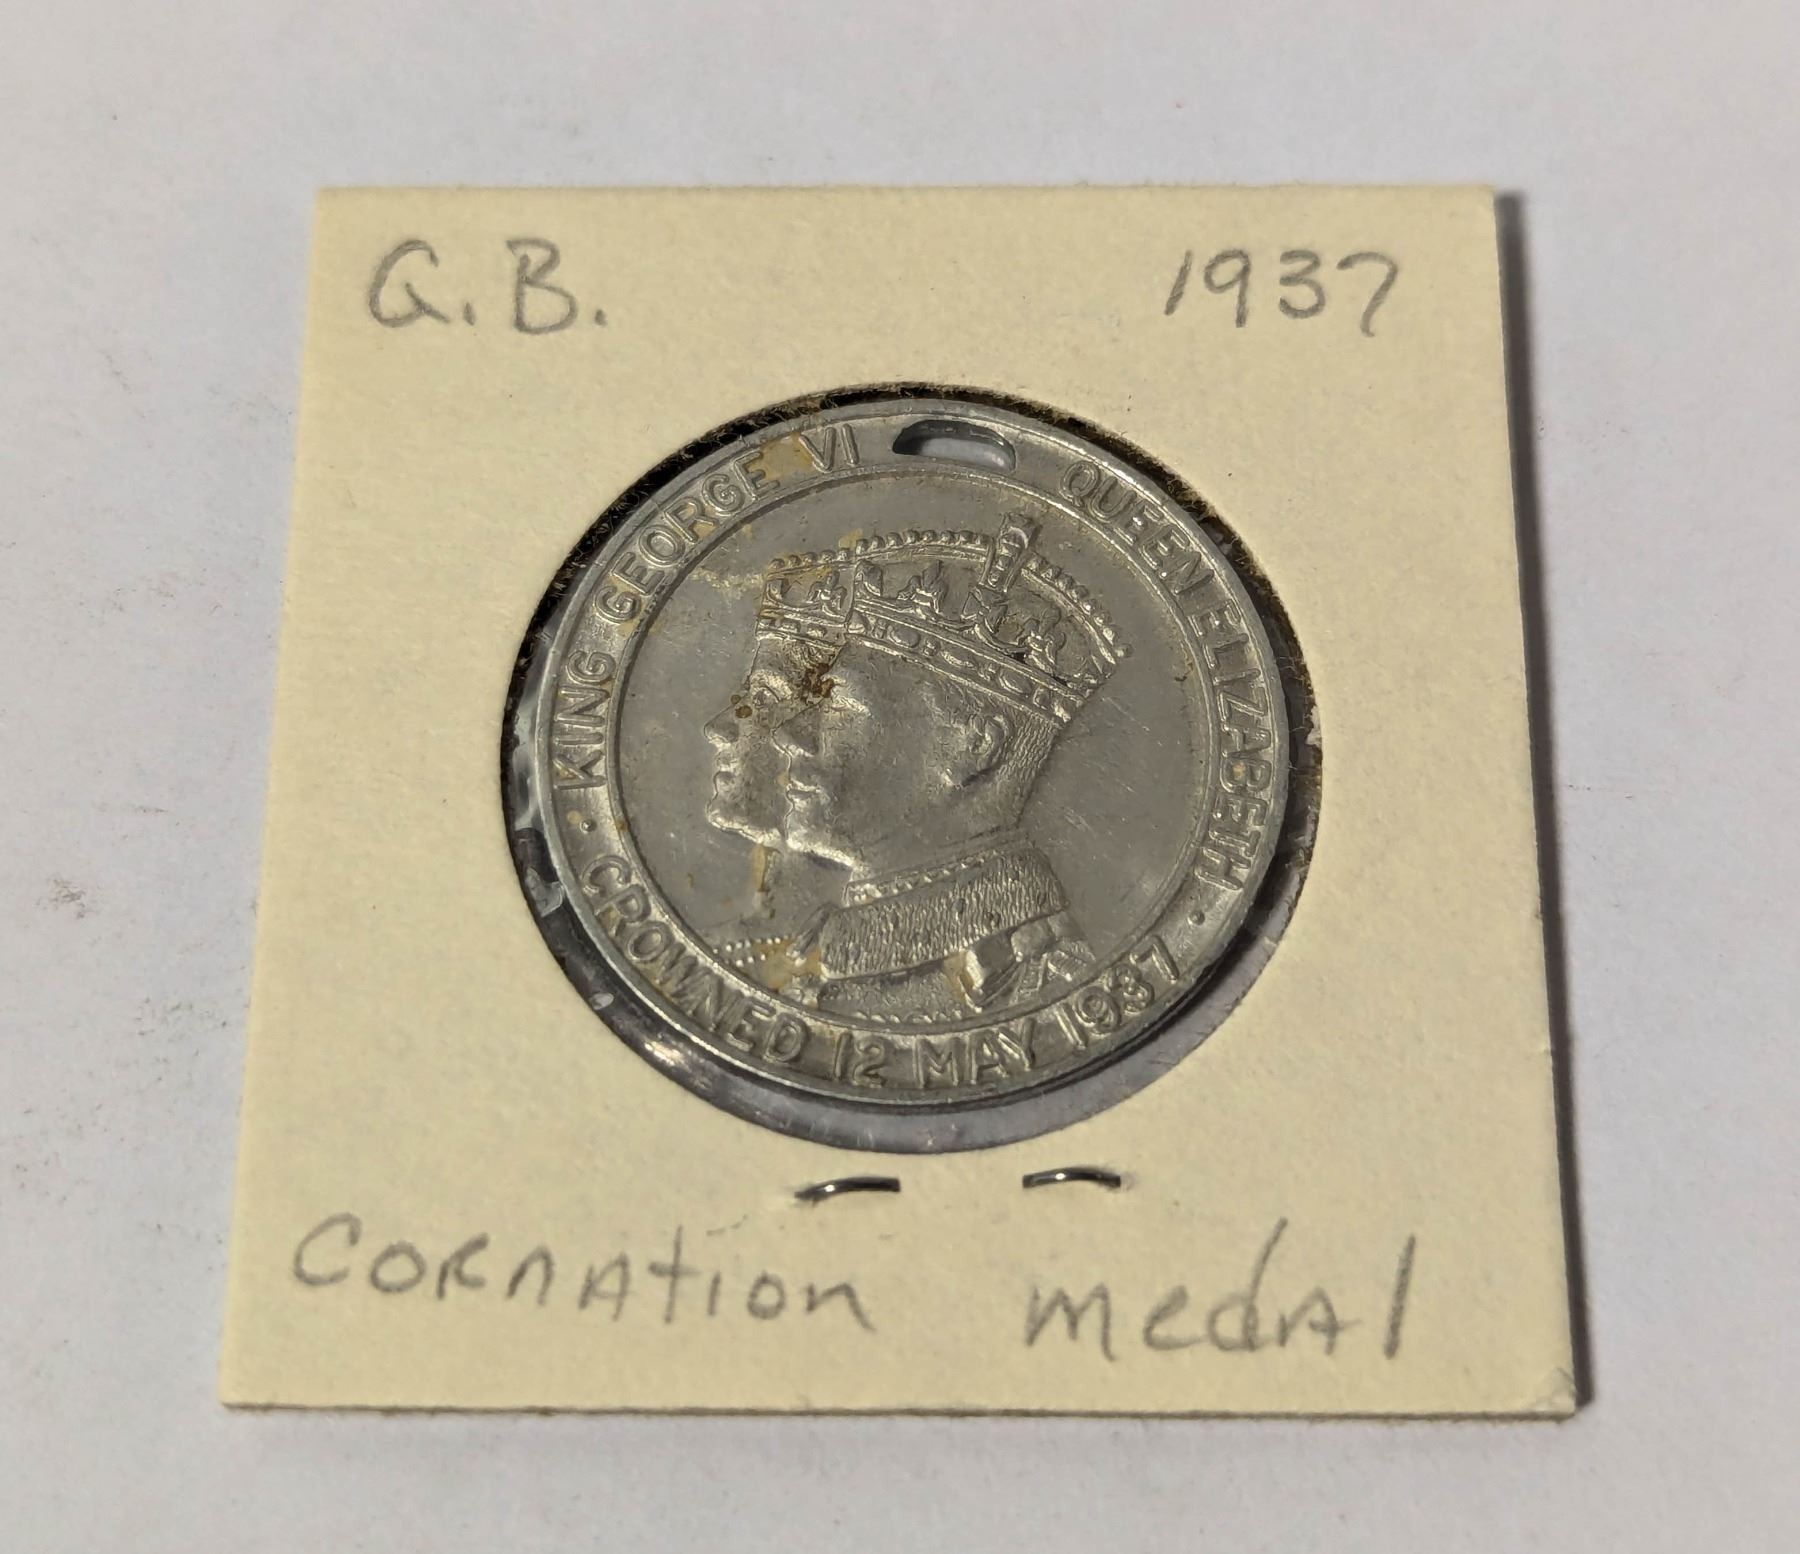 G.B. 1937
KING GEORGE VI QUEEN ELIZABETH
· CROWNED 12 MAY 1937 ·
CORNATION MEDAL